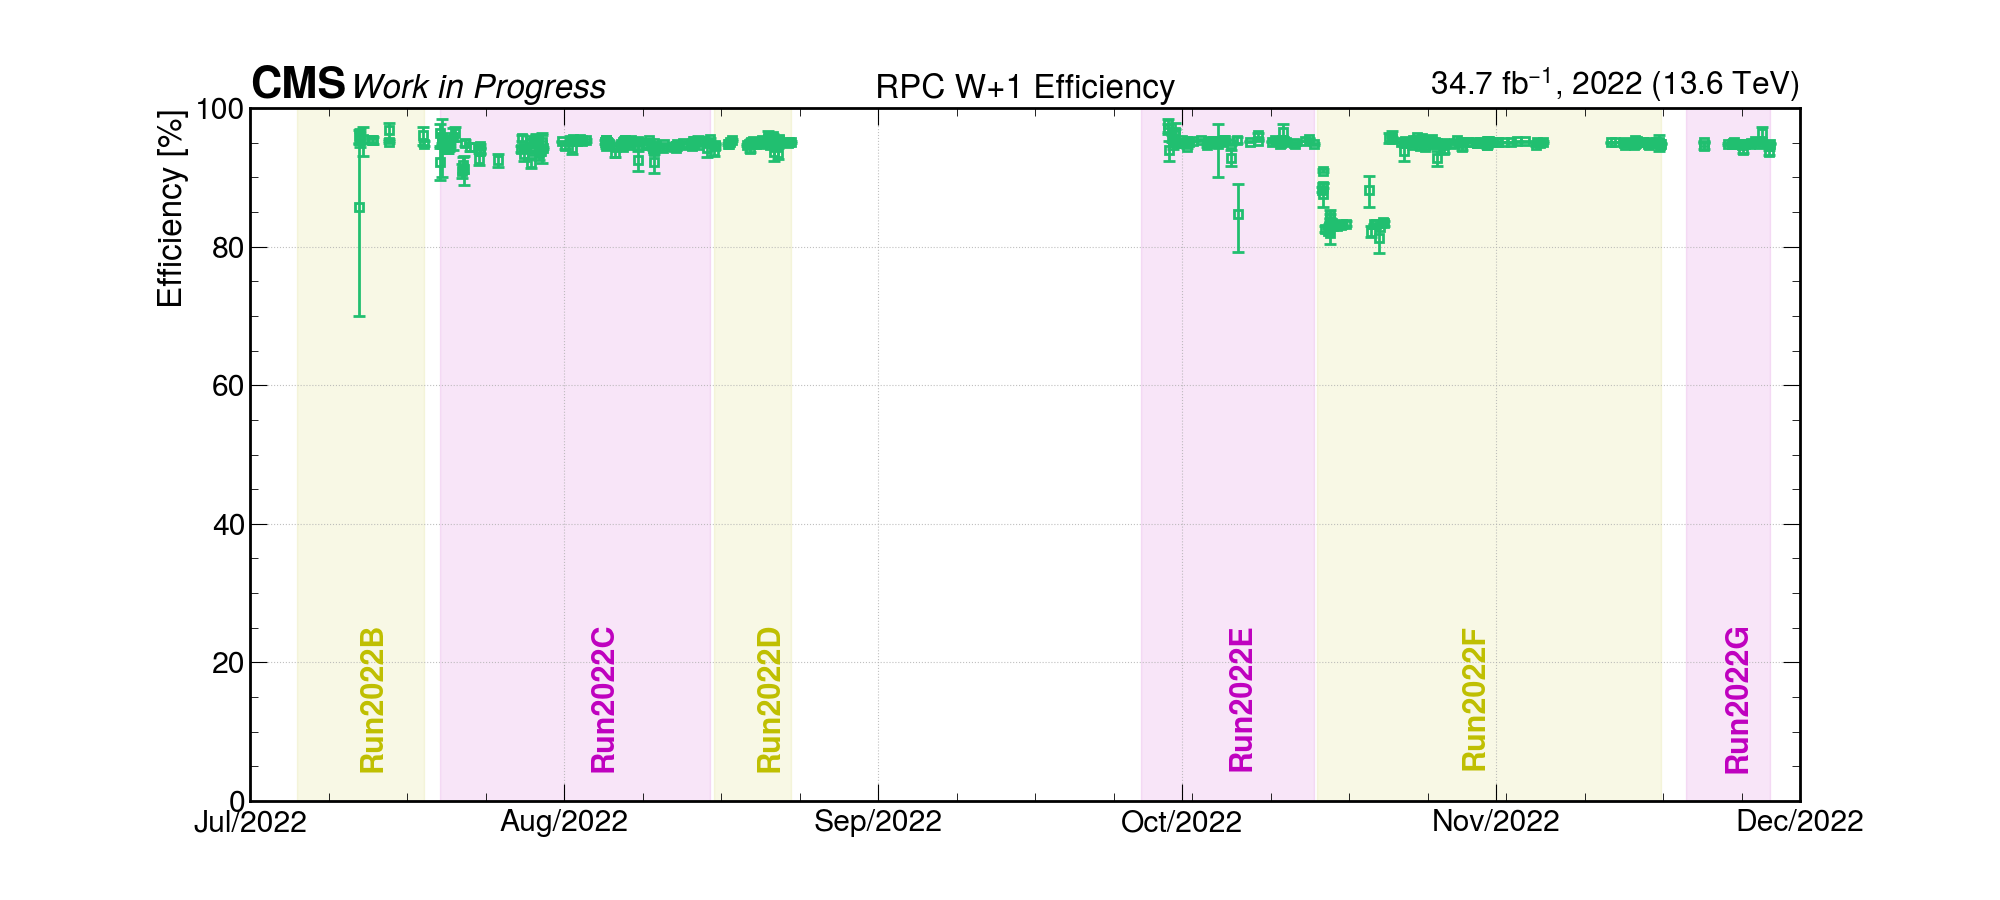 CMS Work in Progress RPC W+1 Efficiency 34.7 fb⁻¹, 2022 (13.6 TeV)
Efficiency [%]
100
80
60
40
20
0
Run2022B
Run2022C
Run2022D
Run2022E
Run2022F
Run2022G
Jul/2022 Aug/2022 Sep/2022 Oct/2022 Nov/2022 Dec/2022